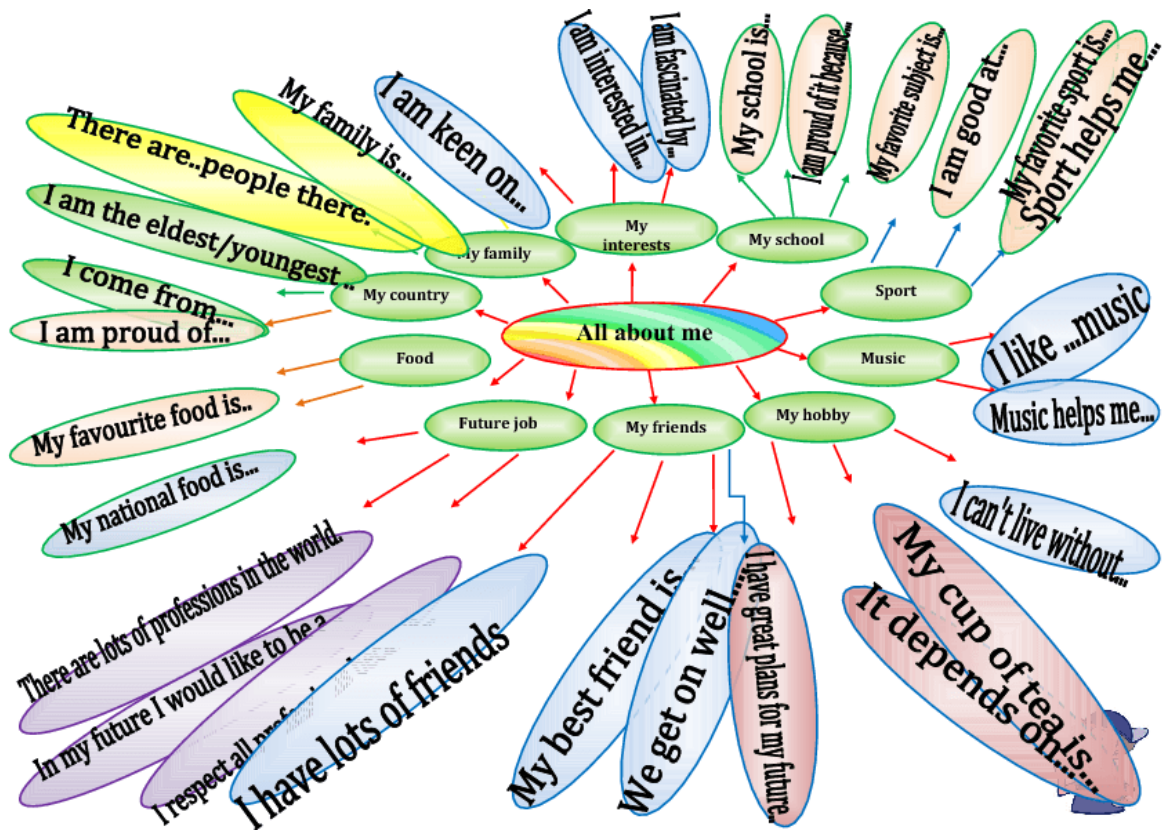 All about me
My interests
I am keen on...
I am interested in...
I am fascinated by...
My school
My school is...
I am proud of it because...
My favorite subject is...
Sport
I am good at...
My favorite sport is...
Sport helps me...
Music
I like ...music
Music helps me...
My hobby
I can't live without...
My cup of tea is...
It depends on...
My friends
I have lots of friends
My best friend is
We get on well...
I have great plans for my future..
Future job
There are lots of professions in the world.
In my future I would like to be a
I respect all
Food
My favourite food is..
My national food is...
My country
I come from...
I am proud of...
My family
My family is...
There are..people there.
I am the eldest/youngest ..